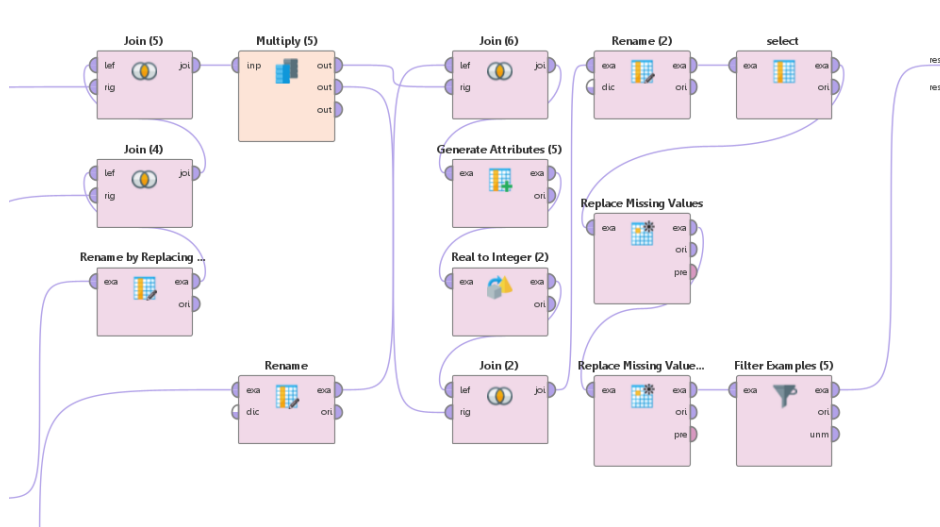 Join (5)
lef
joi
rig
Multiply (5)
inp
out
out
out
Join (6)
lef
joi
rig
Rename (2)
exa
exa
dic
ori
select
exa
exa
ori
res
res
Join (4)
lef
joi
rig
Generate Attributes (5)
exa
exa
ori
Rename by Replacing ...
exa
exa
ori
Real to Integer (2)
exa
exa
ori
Replace Missing Values
exa
exa
ori
pre
Rename
exa
exa
dic
ori
Join (2)
lef
joi
rig
Replace Missing Value...
exa
exa
ori
pre
Filter Examples (5)
exa
exa
ori
unm